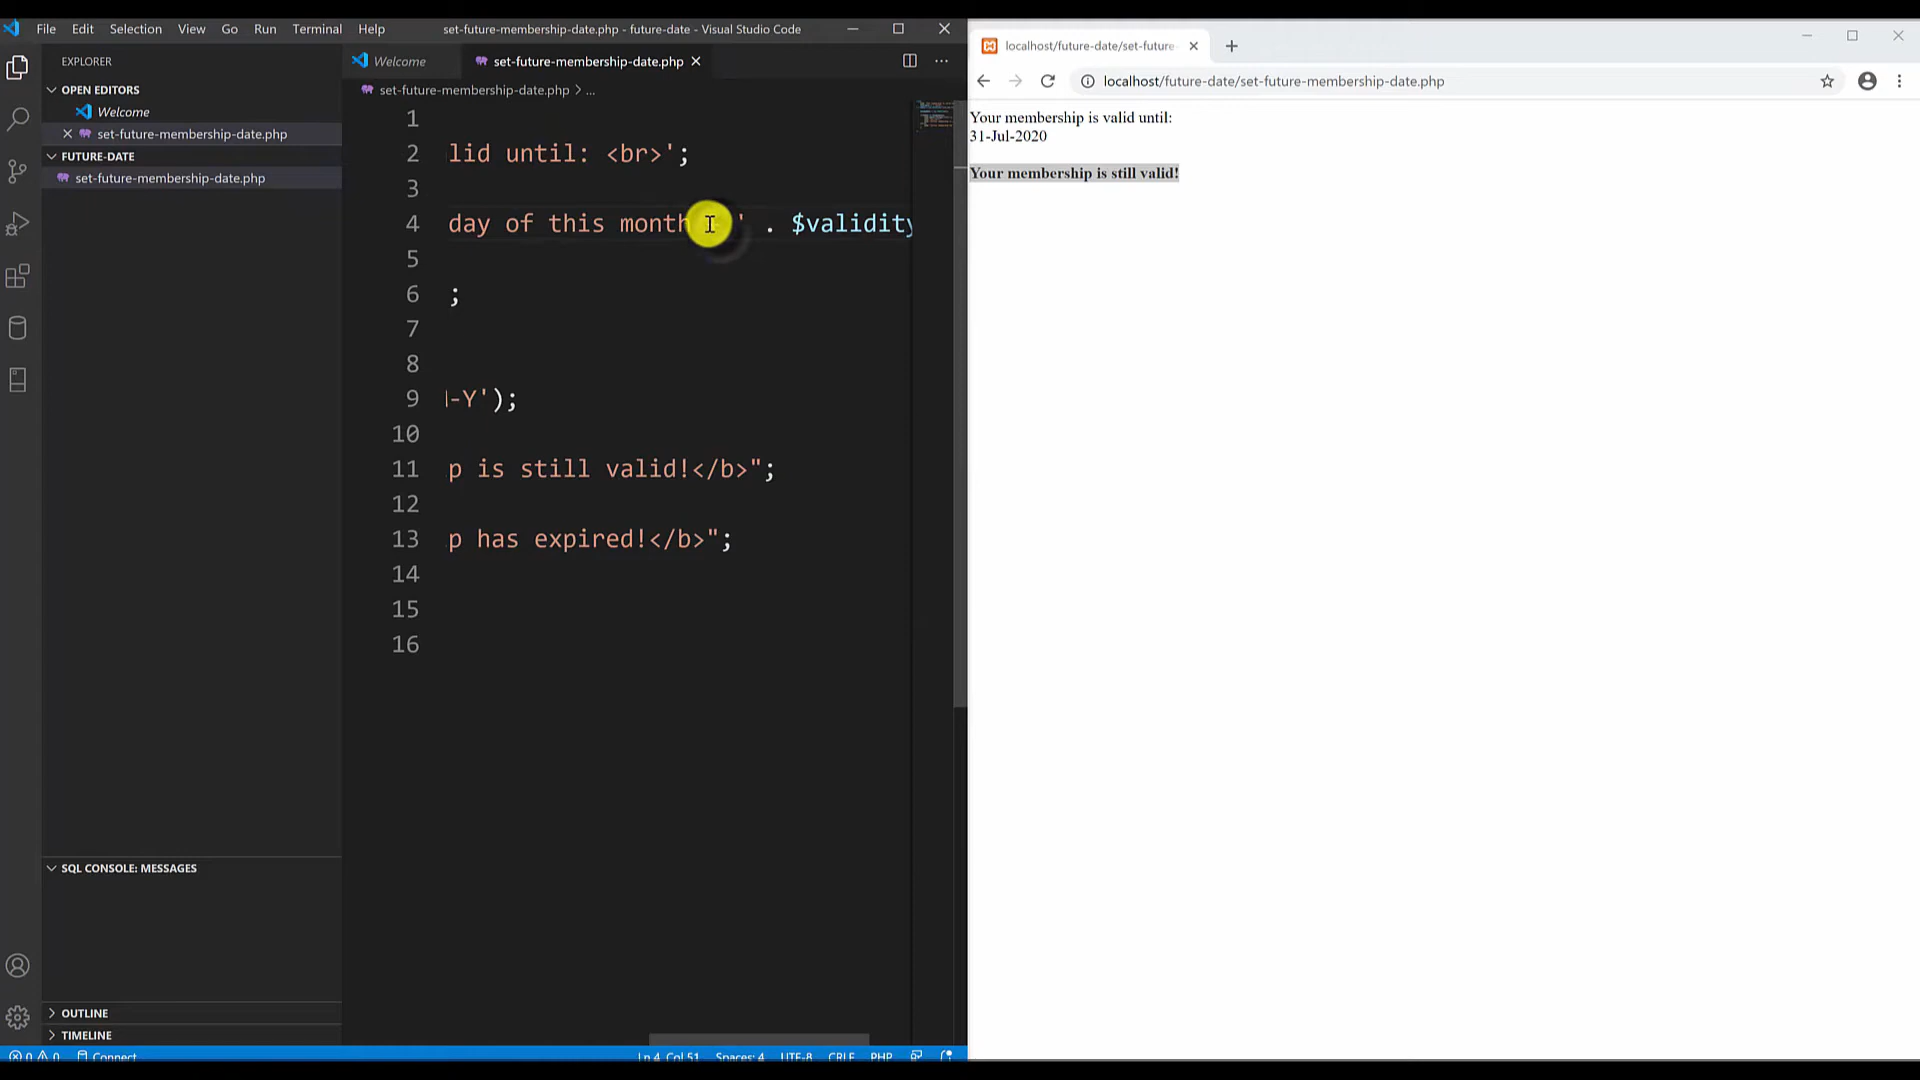 File Edit Selection View Go Run Terminal Help
set-future-membership-date.php - future-date - Visual Studio Code
EXPLORER
OPEN EDITORS
Welcome
set-future-membership-date.php
FUTURE-DATE
set-future-membership-date.php
SQL CONSOLE: MESSAGES
OUTLINE
TIMELINE
Welcome
set-future-membership-date.php
set-future-membership-date.php > ...
1
2 lid until: <br>';
3
4 day of this month ' . $validity
5
6 ;
7
8
9 -Y');
10
11 p is still valid!</b>";
12
13 p has expired!</b>";
14
15
16
0 0 Connect
Ln 4, Col 51 Spaces: 4 UTF-8 CRLF PHP
localhost/future-date/set-future
localhost/future-date/set-future-membership-date.php
Your membership is valid until:
31-Jul-2020
Your membership is still valid!